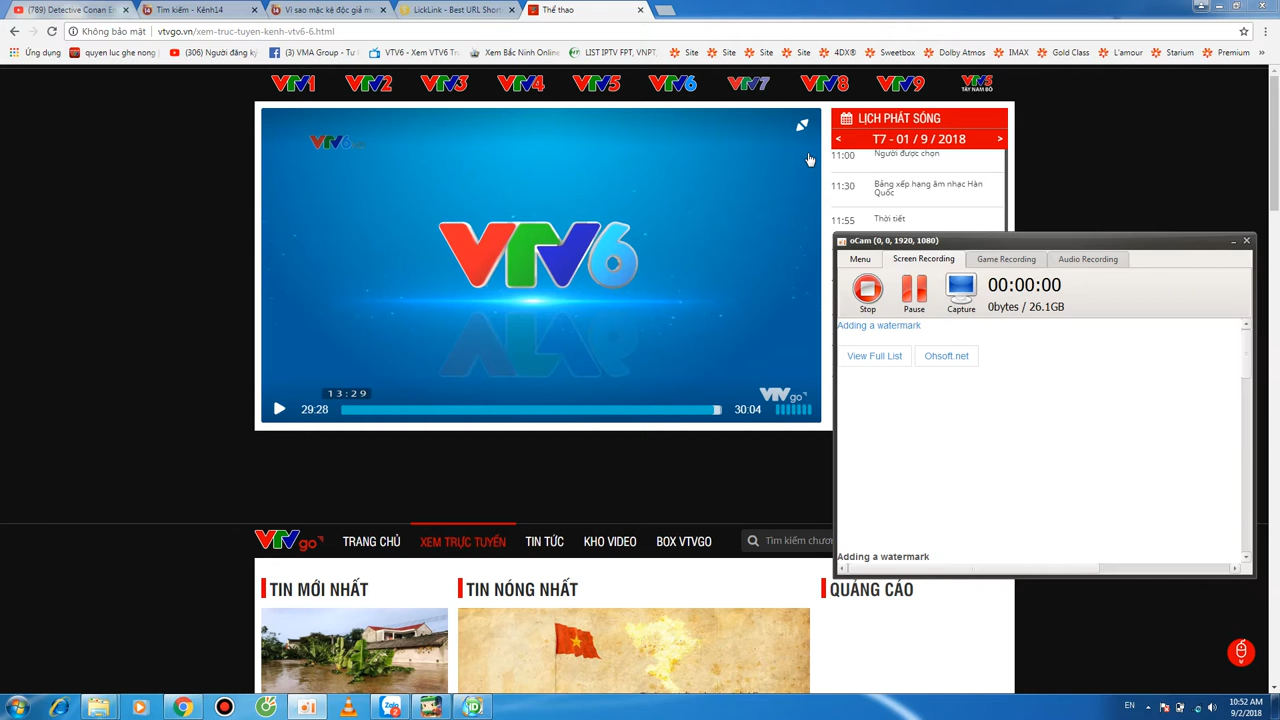 (789) Detective Conan E
Tìm kiếm - Kênh14
Vì sao mặc kệ độc giả mo
LickLink - Best URL Short
Thể thao
Không bảo mật
vtvgo.vn/xem-truc-tuyen-kenh-vtv6-6.html
Ứng dụng
quyen luc ghe nong
(306) Người đăng ký
(3) VMA Group - Tư
VTV6 - Xem VTV6 Tr
Xem Bắc Ninh Online
LIST IPTV FPT, VNPT,
Site
Site
Site
Site
4DX®
Sweetbox
Dolby Atmos
IMAX
Gold Class
L'amour
Starium
Premium
»
VTV1
VTV2
VTV3
VTV4
VTV5
VTV6
VTV7
VTV8
VTV9
VTV5
TÂY NAM BỘ
VTV6
VTV6
13:29
VTV go
29:28
30:04
LỊCH PHÁT SÓNG
< T7 - 01 / 9 / 2018 >
11:00 Người được chọn
11:30 Bảng xếp hạng âm nhạc Hàn
Quốc
11:55 Thời tiết
oCam (0, 0, 1920, 1080)
Menu
Screen Recording
Game Recording
Audio Recording
Stop
Pause
Capture
00:00:00
0bytes / 26.1GB
Adding a watermark
View Full List
Ohsoft.net
Adding a watermark
VTV go
TRANG CHỦ
XEM TRỰC TUYẾN
TIN TỨC
KHO VIDEO
BOX VTVGO
Tìm kiếm chươ
TIN MỚI NHẤT
TIN NÓNG NHẤT
QUẢNG CÁO
Zalo
2
EN
10:52 AM
9/2/2018